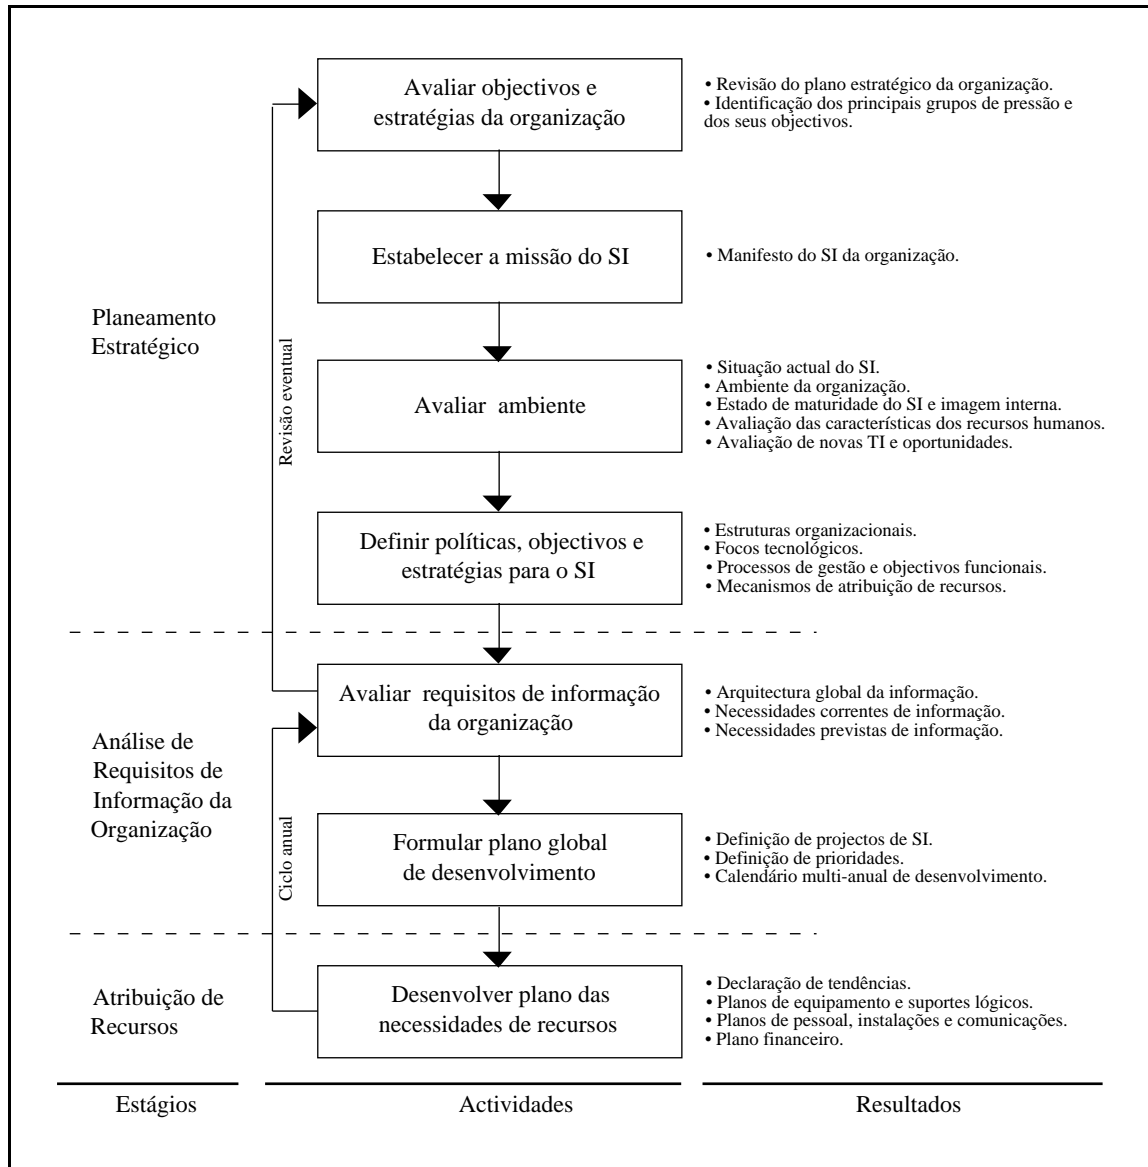 Avaliar objectivos e
estratégias da organização
• Revisão do plano estratégico da organização.
• Identificação dos principais grupos de pressão e
dos seus objectivos.
Estabelecer a missão do SI
• Manifesto do SI da organização.
Planeamento
Estratégico
Revisão eventual
Avaliar ambiente
• Situação actual do SI.
• Ambiente da organização.
• Estado de maturidade do SI e imagem interna.
• Avaliação das características dos recursos humanos.
• Avaliação de novas TI e oportunidades.
Definir políticas, objectivos e
estratégias para o SI
• Estruturas organizacionais.
• Focos tecnológicos.
• Processos de gestão e objectivos funcionais.
• Mecanismos de atribuição de recursos.
Avaliar requisitos de informação
da organização
• Arquitectura global da informação.
• Necessidades correntes de informação.
• Necessidades previstas de informação.
Análise de
Requisitos de
Informação da
Organização
Ciclo anual
Formular plano global
de desenvolvimento
• Definição de projectos de SI.
• Definição de prioridades.
• Calendário multi-anual de desenvolvimento.
Atribuição de
Recursos
Desenvolver plano das
necessidades de recursos
• Declaração de tendências.
• Planos de equipamento e suportes lógicos.
• Planos de pessoal, instalações e comunicações.
• Plano financeiro.
Estágios
Actividades
Resultados